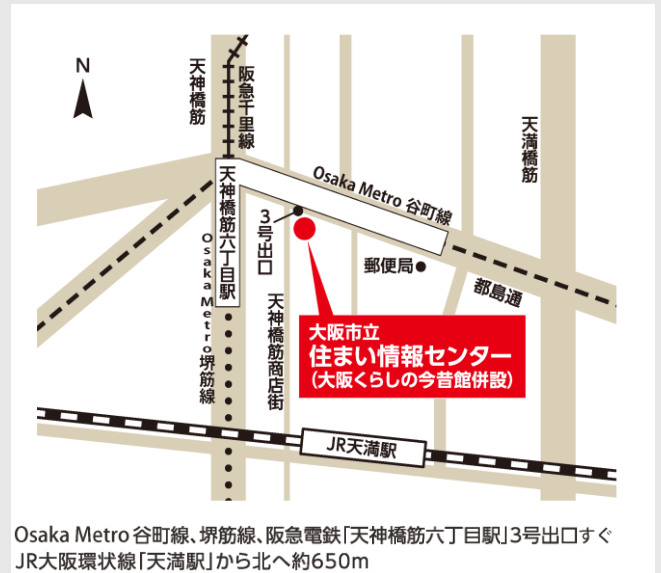 N
天神橋筋
阪急千里線
天満橋筋
Osaka Metro 谷町線
天神橋筋六丁目駅
3号出口
Osaka Metro 堺筋線
郵便局
都島通
天神橋筋商店街
大阪市立
住まい情報センター
(大阪くらしの今昔館併設)
JR天満駅
Osaka Metro 谷町線、堺筋線、阪急電鉄「天神橋筋六丁目駅」3号出口すぐ
JR大阪環状線「天満駅」から北へ約650m